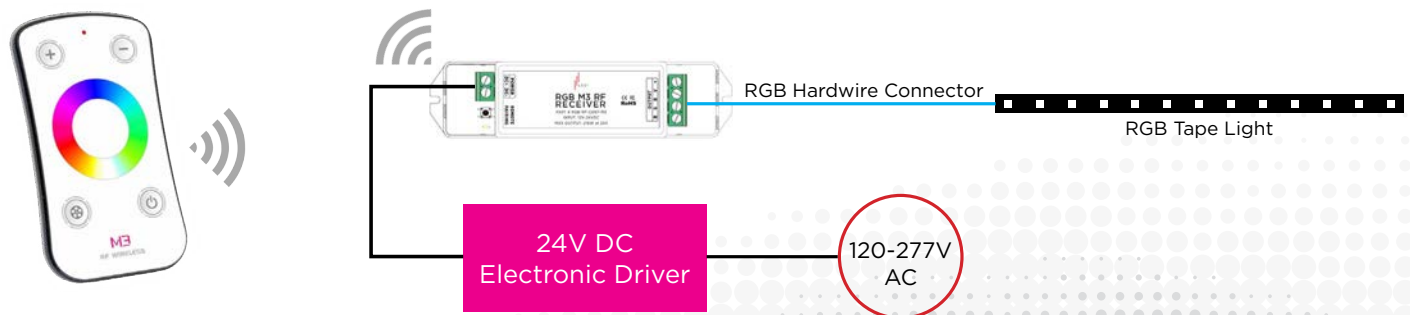 +
−
M3
RF WIRELESS
RGB M3 RF
RECEIVER
RGB Hardwire Connector
RGB Tape Light
24V DC
Electronic Driver
120-277V
AC